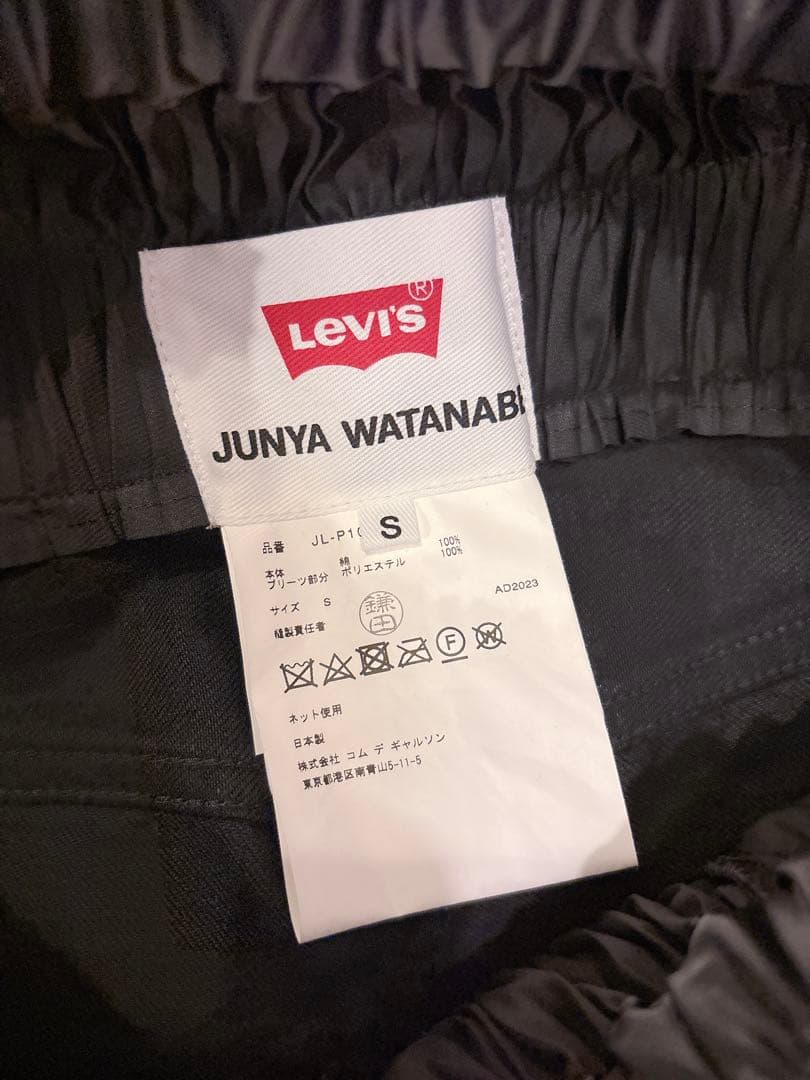 Levi's®
JUNYA WATANABE
S
品番 JL-P1
本体 綿 100%
プリーツ部分 ポリエステル 100%
サイズ S AD2023
縫製責任者 鎌田
F
W
ネット使用
日本製
株式会社 コム デ ギャルソン
東京都港区南青山5-11-5